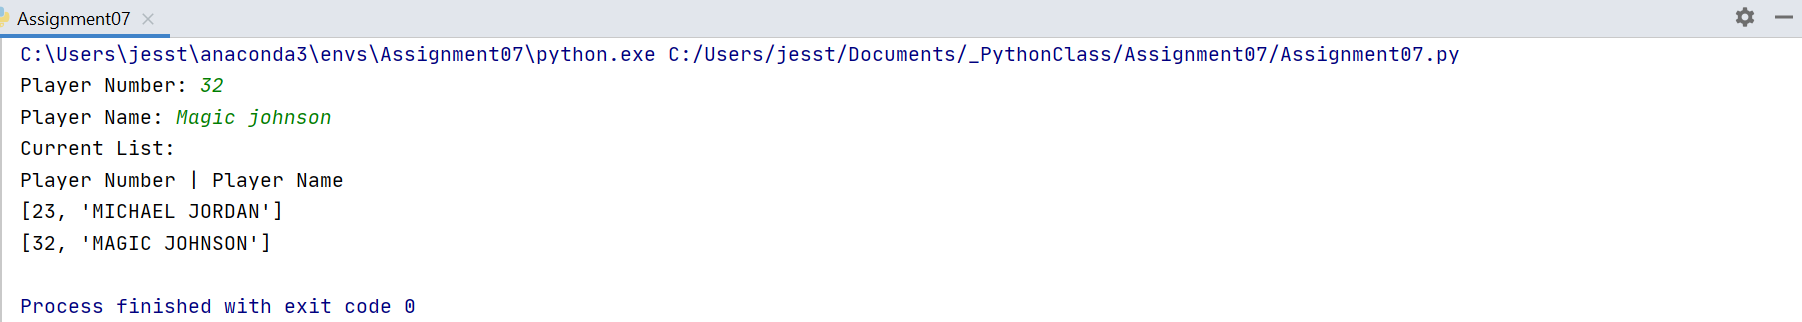 Assignment07
C:\Users\jesst\anaconda3\envs\Assignment07\python.exe C:/Users/jesst/Documents/_PythonClass/Assignment07/Assignment07.py
Player Number: 32
Player Name: Magic johnson
Current List:
Player Number | Player Name
[23, 'MICHAEL JORDAN']
[32, 'MAGIC JOHNSON']
Process finished with exit code 0